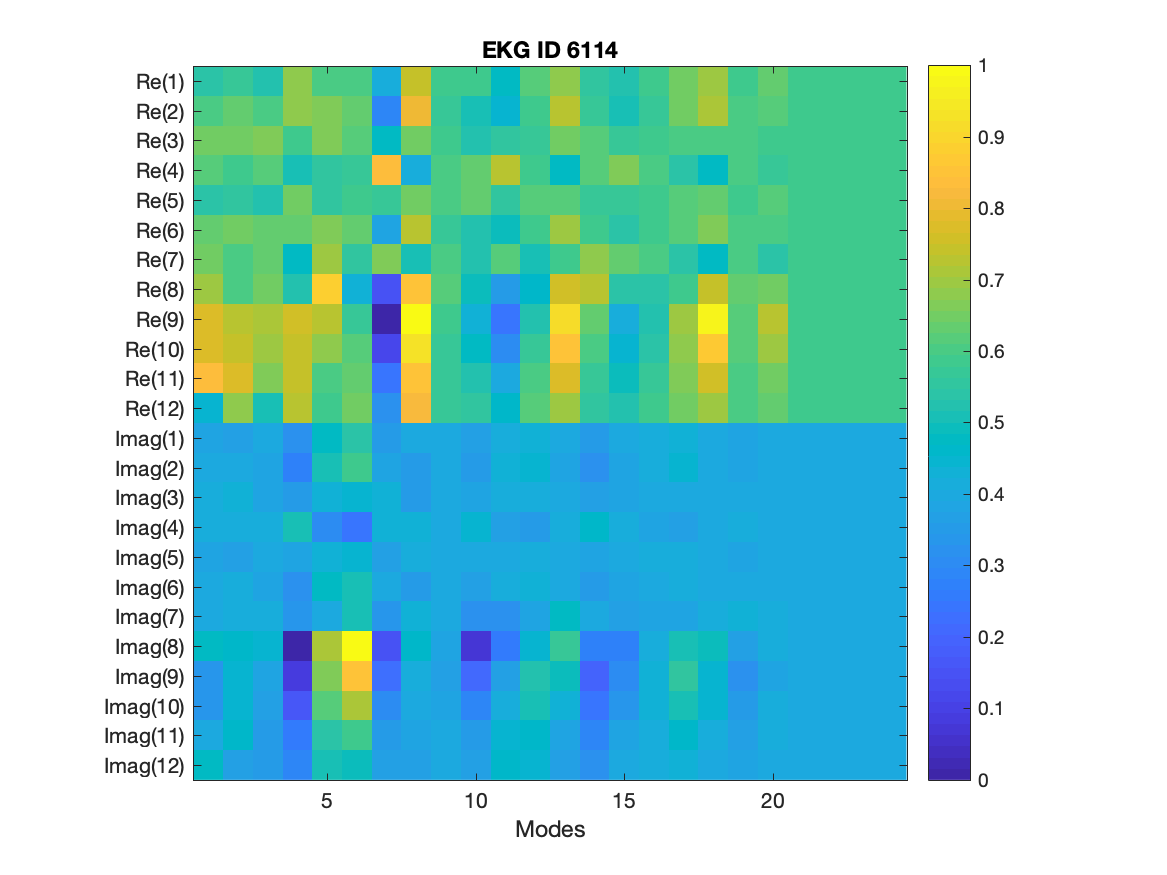 EKG ID 6114
Re(1)
Re(2)
Re(3)
Re(4)
Re(5)
Re(6)
Re(7)
Re(8)
Re(9)
Re(10)
Re(11)
Re(12)
Imag(1)
Imag(2)
Imag(3)
Imag(4)
Imag(5)
Imag(6)
Imag(7)
Imag(8)
Imag(9)
Imag(10)
Imag(11)
Imag(12)
5 10 15 20
Modes
1
0.9
0.8
0.7
0.6
0.5
0.4
0.3
0.2
0.1
0